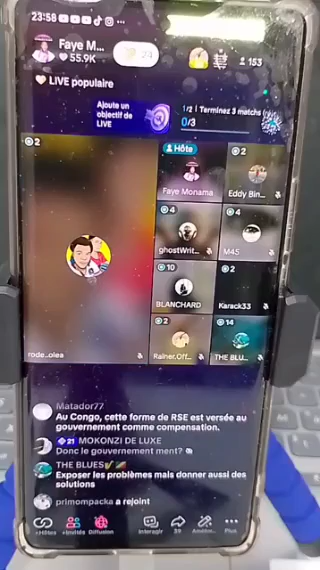 23:58
Faye M...
55.9K
24
153
LIVE populaire
Ajoute un
objectif de
LIVE
1/2 | Terminez 3 matchs
0/3
2
Hôte
Faye Monama
2
Eddy Bin...
4
ghostWrit...
4
M4S
10
BLANCHARD
2
Karack33
rode..olea
2
Rainer.Off...
14
THE BLU...
Matador77
Au Congo, cette forme de RSE est versée au
gouvernement comme compensation.
21 MOKONZI DE LUXE
Donc le gouvernement ment?
THE BLUES
Exposer les problèmes mais donner aussi des
solutions
primompacka a rejoint
+Hôtes
+Invités
Diffusion
Interagir
39
Amélior...
Plus